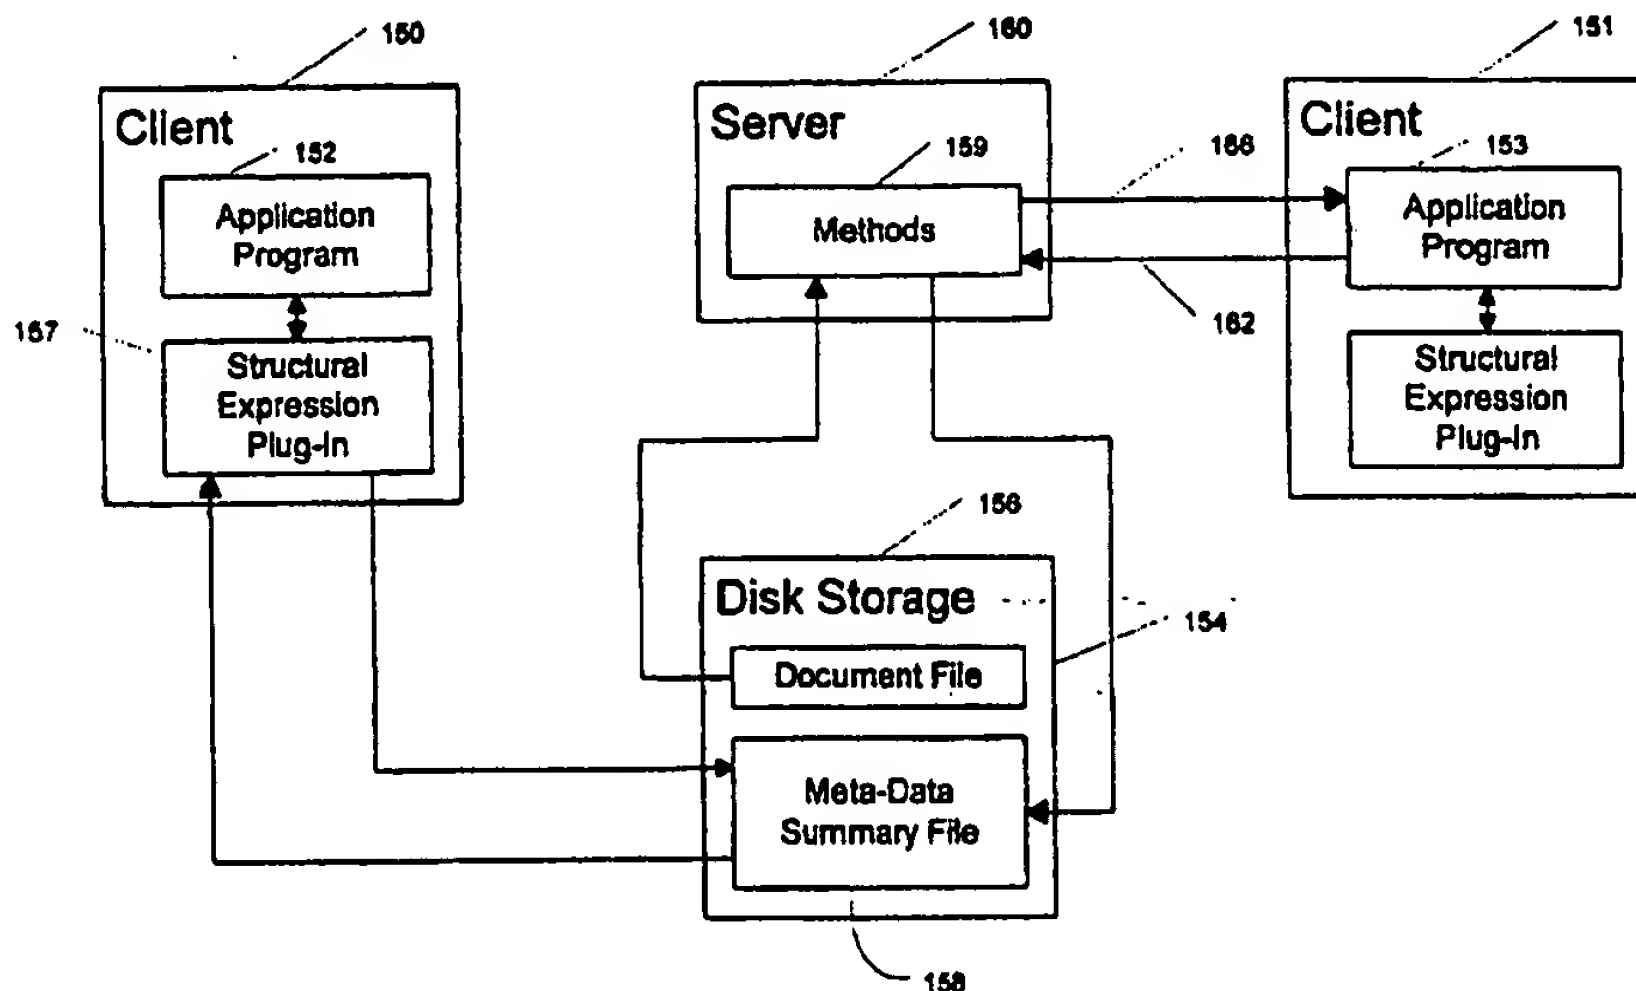 150
160
151
Client
Server
Client
152
159
166
153
Application
Program
Methods
Application
Program
157
162
Structural
Expression
Plug-In
Structural
Expression
Plug-In
156
Disk Storage
154
Document File
Meta-Data
Summary File
158